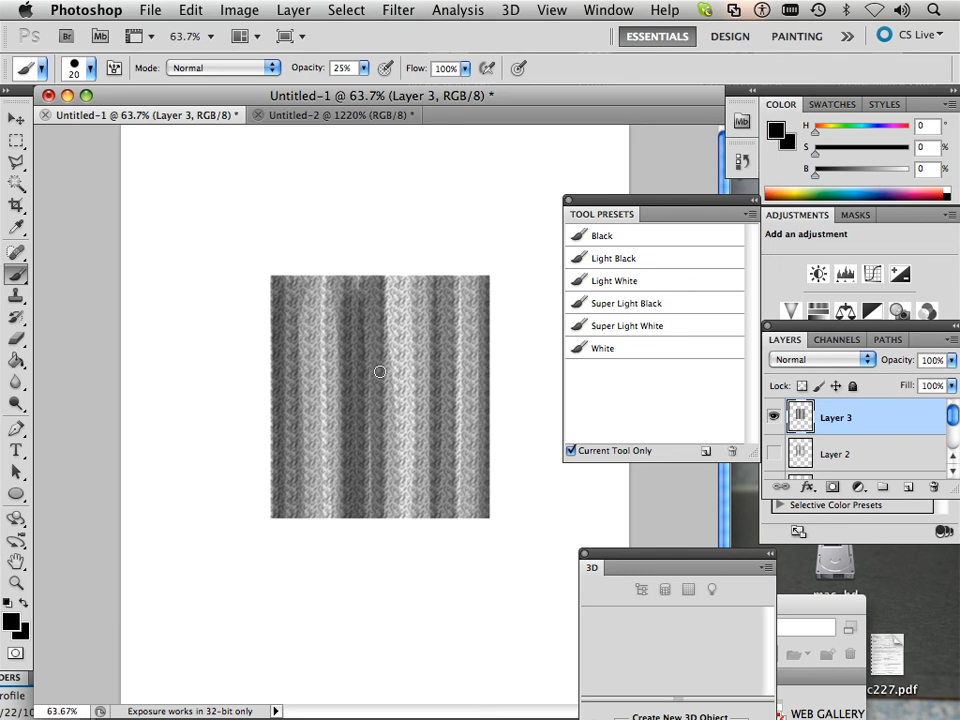 Photoshop File Edit Image Layer Select Filter Analysis 3D View Window Help
Ps Br Mb 63.7% ESSENTIALS DESIGN PAINTING CS Live
20 Mode: Normal Opacity: 25% Flow: 100%
Untitled-1 @ 63.7% (Layer 3, RGB/8) *
Untitled-1 @ 63.7% (Layer 3, RGB/8) * Untitled-2 @ 1220% (RGB/8) *
Mb
COLOR SWATCHES STYLES
H 0 °
S 0 %
B 0 %
TOOL PRESETS
Black
Light Black
Light White
Super Light Black
Super Light White
White
Current Tool Only
ADJUSTMENTS MASKS
Add an adjustment
LAYERS CHANNELS PATHS
Normal Opacity: 100%
Lock: Fill: 100%
Layer 3
Layer 2
fx
Selective Color Presets
3D
Create New 3D Object
c227.pdf
WEB GALLERY
T
DERS
rofile
/22/10
63.67% Exposure works in 32-bit only